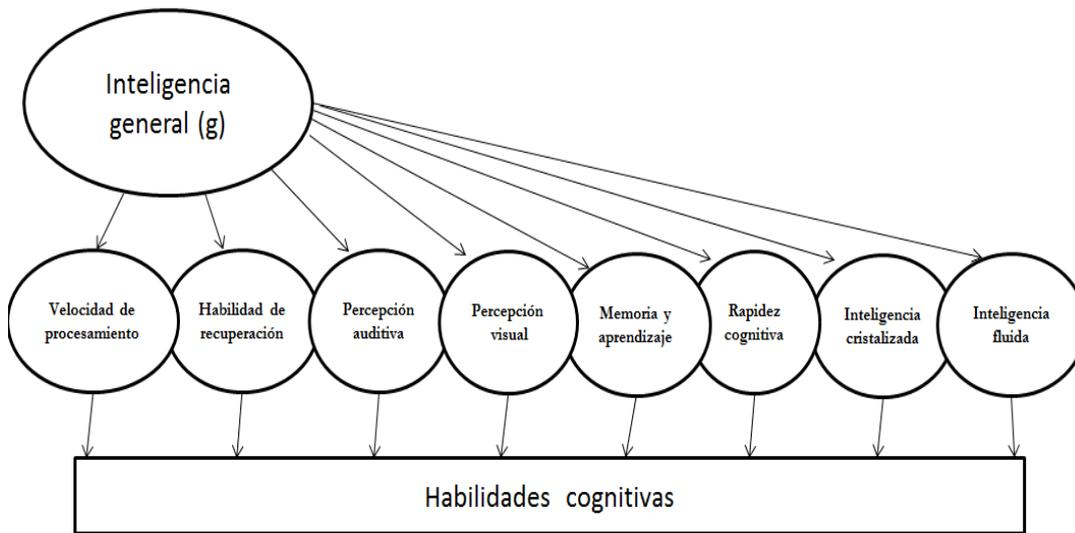 Inteligencia
general (g)
Velocidad de
procesamiento
Habilidad de
recuperación
Percepción
auditiva
Percepción
visual
Memoria y
aprendizaje
Rapidez
cognitiva
Inteligencia
cristalizada
Inteligencia
fluida
Habilidades cognitivas